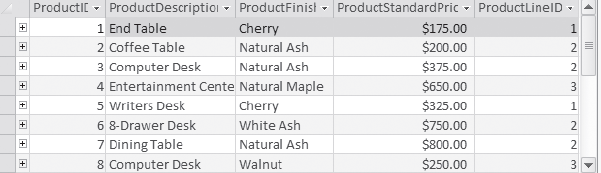 ProductID ProductDescription ProductFinish ProductStandardPric ProductLineID
1 End Table Cherry $175.00 1
2 Coffee Table Natural Ash $200.00 2
3 Computer Desk Natural Ash $375.00 2
4 Entertainment Cente Natural Maple $650.00 3
5 Writers Desk Cherry $325.00 1
6 8-Drawer Desk White Ash $750.00 2
7 Dining Table Natural Ash $800.00 2
8 Computer Desk Walnut $250.00 3